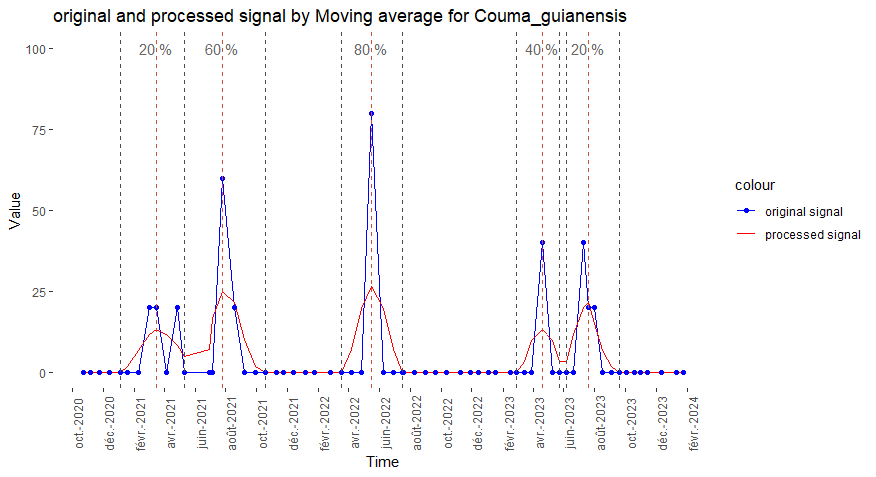 original and processed signal by Moving average for Couma_guianensis
20 % 60 % 80 % 40 % 20 %
100
75
50
25
0
Value
oct.-2020 déc.-2020 févr.-2021 avr.-2021 juin-2021 août-2021 oct.-2021 déc.-2021 févr.-2022 avr.-2022 juin-2022 août-2022 oct.-2022 déc.-2022 févr.-2023 avr.-2023 juin-2023 août-2023 oct.-2023 déc.-2023 févr.-2024
Time
colour
original signal
processed signal